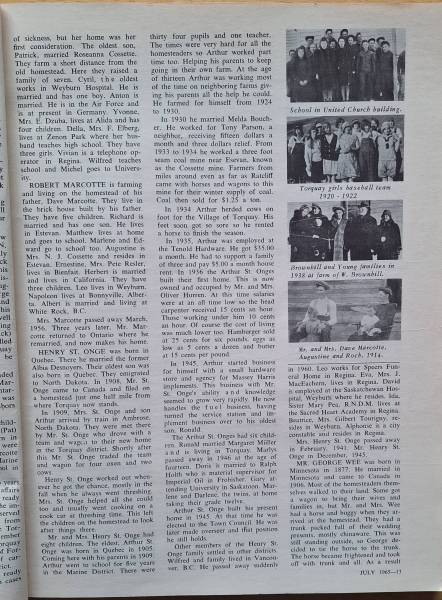 of sickness, but her home was her
first consideration. The oldest son,
Patrick, married Roseanna Cossette.
They farm a short distance from the
old homestead. Here they raised a
family of seven. Cyril, the oldest
works in Weyburn Hospital. He is
married and has one boy. Anton is
married. He is in the Air Force and
is at present in Germany. Yvonne,
Mrs. E. Dzuba, lives at Alida and has
four children. Della, Mrs. F. Elberg,
lives at Zenon Park where her hus-
band teaches high school. They have
three girls. Vivian is a telephone op-
erator in Regina. Wilfred teaches
school and Michel goes to Univers-
ity.
ROBERT MARCOTTE is farming
and living on the homestead of his
father, Dave Marcotte. They live in
the brick house built by his father.
They have five children. Richard is
married and has one son. He lives
in Estevan. Matthew lives at home
and goes to school. Marlene and Ed-
ward go to school too. Augustine is
Mrs. N. J. Cossette and resides in
Estevan. Ernestine, Mrs. Pete Resler,
lives in Bienfait. Herbert is married
and lives in California. They have
three children. Leo lives in Weyburn.
Napoleon lives at Bonnyville, Alber-
ta. Albert is married and living at
White Rock, B.C.
Mrs. Marcotte passed away March,
1956. Three years later, Mr. Mar-
cotte returned to Ontario where he
remarried, and now makes his home.
HENRY ST. ONGE was born in
Quebec. There he married the former
Albia Desnoyers. Their oldest son was
also born in Quebec. They emigrated
to North Dakota. In 1908, Mr. St.
Onge came to Canada and filed on
a homestead just one half mile from
where Torquay now stands.
In 1909, Mrs. St. Onge and son
Arthur arrived by train in Ambrose,
North Dakota. They were met there
by Mr. St. Onge who drove with a
team and wagon to their new home
in the Torquay district. Shortly after
this Mr. St. Onge traded the team
and wagon for four oxen and two
cows.
Henry St. Onge worked out when-
ever he got the chance, mostly in the
fall when he always went threshing.
Mrs. St. Onge helped all she could
too and usually went cooking on a
cook car at threshing time. This left
the children on the homestead to look
after things there.
Mr. and Mrs. Henry St. Onge had
eight children. The eldest, Arthur St.
Onge was born in Quebec in 1905.
Coming here with his parents in 1909.
Arthur went to school for five years
in the Marine District. There were
thirty four pupils and one teacher.
The times were very hard for all the
homesteaders so Arthur worked part
time too. Helping his parents to keep
going in their own farm. At the age
of thirteen Arthur was working most
of the time on neighboring farms giv-
ing his parents all the help he could.
He farmed for himself from 1924
to 1930.
In 1930 he married Melda Bouch-
er. He worked for Tony Parson, a
neighbor, receiving fifteen dollars a
month and three dollars relief. From
1933 to 1934 he worked a three foot
seam coal mine near Estevan, known
as the Cossette mine. Farmers from
miles around even as far as Ratcliff
came with horses and wagons to this
mine for their winter supply of coal.
Coal then sold for $1.25 a ton.
In 1934 Arthur herded cows on
foot for the Village of Torquay. His
feet soon got so sore so he rented
a horse to finish the season.
In 1935, Arthur was employed at
the Tenold Hardware. He got $35.00
a month. He had to support a family
of three and pay $5.00 a month house
rent. In 1936 the Arthur St. Onges
built their first home. This is now
owned and occupied by Mr. and Mrs.
Oliver Hurrem. At this time salaries
were at an all time low so the head
carpenter received 15 cents an hour.
Those working under him 10 cents
an hour. Of course the cost of living
was much lower too. Hamburger sold
at 25 cents for six pounds, eggs as
low as 5 cents a dozen and butter
at 15 cents per pound.
In 1945, Arthur started business
for himself with a small hardware
store and agency for Massey Harris
implements. This business with Mr.
St. Onge's ability and knowledge
seemed to grow very rapidly. He now
handles the fuel business, having
turned the service station and im-
plement business over to his oldest
son, Ronald.
The Arthur St. Onges had six child-
ren. Ronald married Margaret Miller
and is living in Torquay. Marlys
passed away in 1946 at the age of
fourteen. Doris is married to Ralph
Holth who is material supervisor for
Imperial Oil in Frobisher. Gary at-
tending University in Saskatoon. Max-
ine and Darlene, the twins, at home
taking their grade twelve.
Arthur St. Onge built his present
home in 1945. At that time he was
elected to the Town Council. He was
later made overseer and that position
he still holds.
Other members of the Henry St.
Onge family settled in other districts.
Wilfred and family lived in Vancou-
ver, B.C. He passed away suddenly
School in United Church building.
Torquay girls baseball team
1920 - 1922
Brownbill and Young families in
1938 at farm of W. Brownbill.
Mr. and Mrs. Dave Marcotte,
Augustine and Roch, 1914.
in 1960. Leo works for Speers Fun-
eral Home in Regina. Eva, Mrs. J.
MacEachern, lives in Regina. David
is employed at the Saskatchewan Hos-
pital, Weyburn where he resides. Ida,
Sister Mary Pea, R.N.D.M. lives at
the Sacred Heart Academy in Regina.
Beatrice, Mrs. Gilbert Tourigny, re-
sides in Weyburn. Alphonse is a city
constable and resides in Regina.
Mrs. Henry St. Onge passed away
in February, 1941. Mr. Henry St.
Onge in December, 1945.
MR. GEORGE WEE was born in
Minnesota in 1877. He married in
Minnesota and came to Canada in
1906. Most of the homesteaders them-
selves walked to their land. Some got
a wagon to bring their wives and
families in, but Mr. and Mrs. Wee
had a horse and buggy when they ar-
rived at the homestead. They had a
trunk packed full of their wedding
presents, mostly chinaware. This was
still standing outside, so George de-
cided to tie the horse to the trunk.
The horse became frightened and took
off with trunk and all. As a result
JULY 1965—13